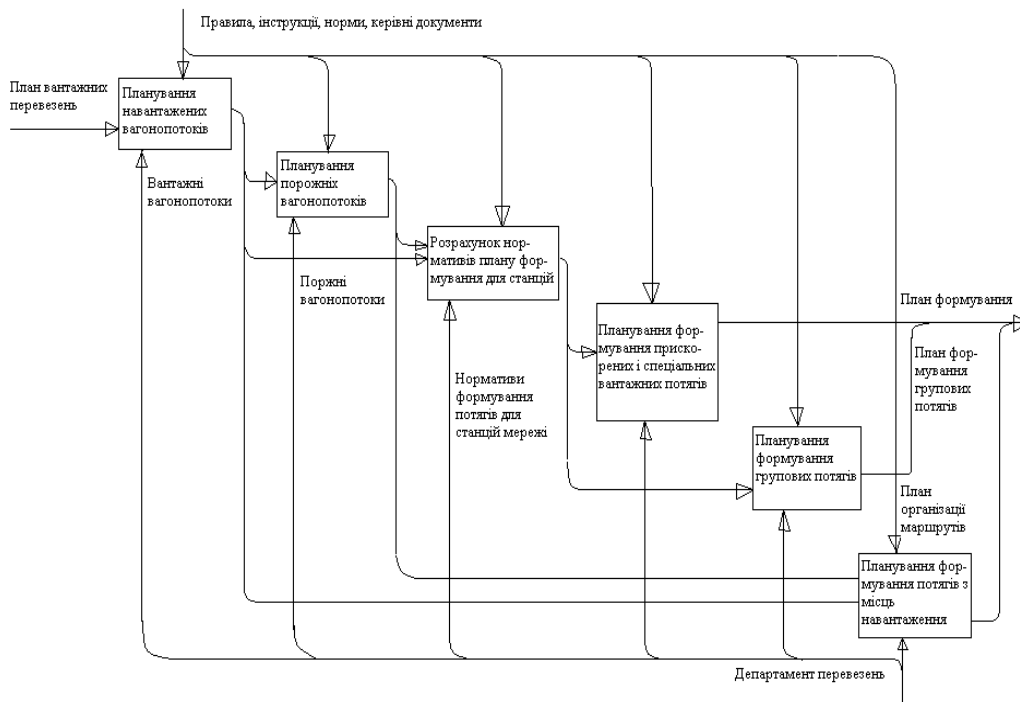 Правила, інструкції, норми, керівні документи
План вантажних
перевезень
Планування
навантажених
вагонопотоків
Вантажні
вагонопотоки
Планування
порожніх
вагонопотоків
Поржні
вагонопотоки
Розрахунок нор-
мативів плану фор-
мування для станцій
Нормативи
формування
потягів для
станцій мережі
Планування фор-
мування приско-
рених і спеціальних
вантажних потягів
План формування
План фор-
мування
групових
потягів
Планування
формування
групових потягів
План
організації
маршрутів
Планування фор-
мування потягів з
місць
навантаження
Департамент перевезень